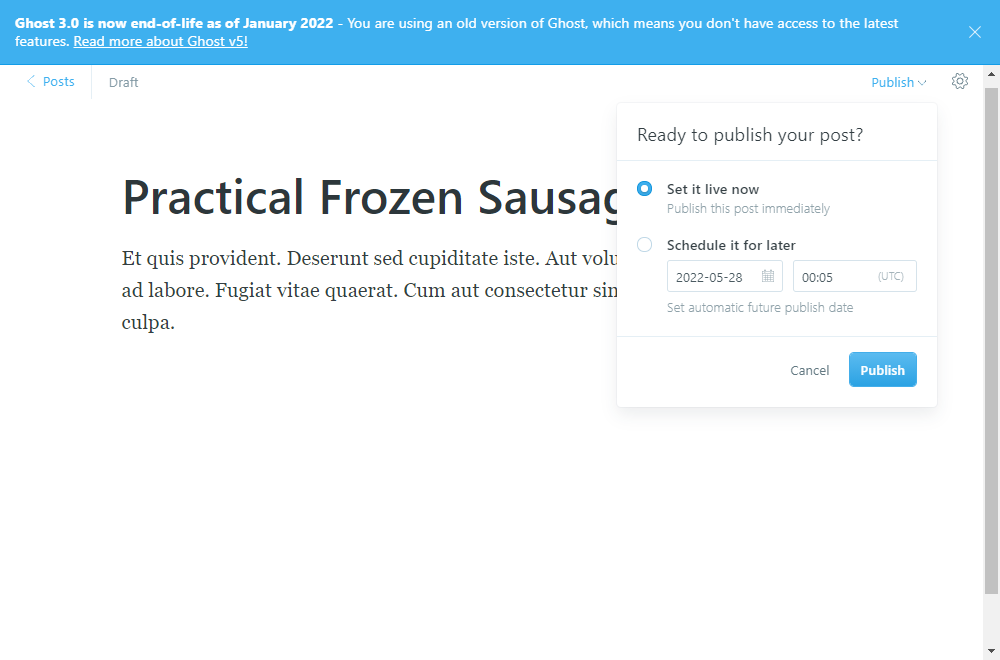 Ghost 3.0 is now end-of-life as of January 2022 - You are using an old version of Ghost, which means you don't have access to the latest
features. Read more about Ghost v5!
Posts
Draft
Publish
Ready to publish your post?
Practical Frozen
Set it live now
Publish this post immediately
Et quis provident. Deserunt sed cupiditate iste. Aut
ad labore. Fugiat vitae quaerat. Cum aut consectetur
culpa.
Schedule it for later
2022-05-28
00:05
(UTC)
Set automatic future publish date
Cancel
Publish